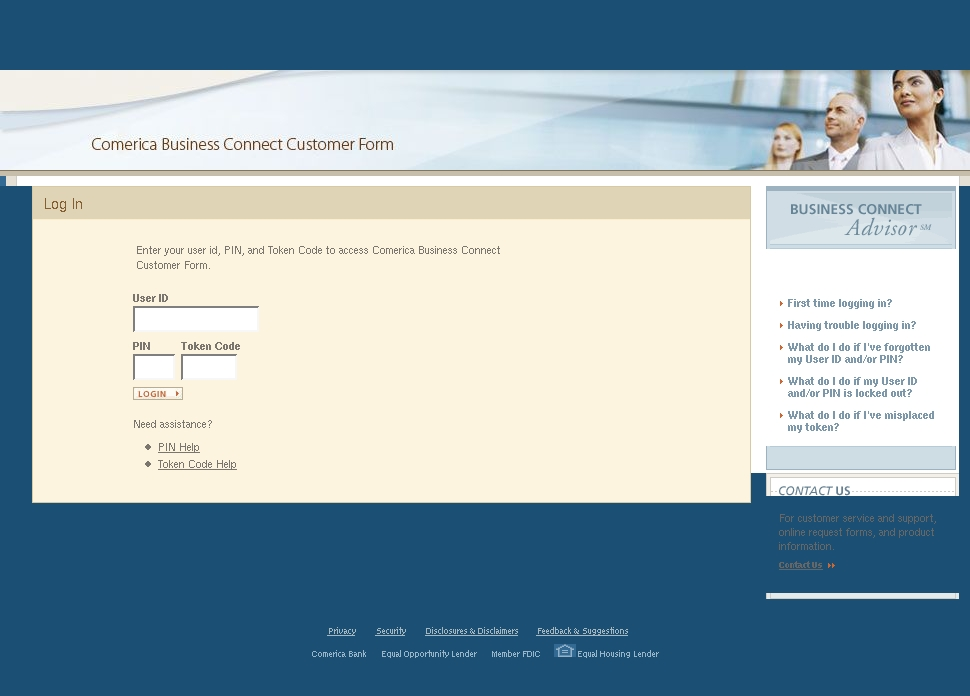 Comerica Business Connect Customer Form
Log In
Enter your user id, PIN, and Token Code to access Comerica Business Connect
Customer Form.
User ID
PIN Token Code
LOGIN
Need assistance?
PIN Help
Token Code Help
BUSINESS CONNECT
Advisor SM
First time logging in?
Having trouble logging in?
What do I do if I've forgotten
my User ID and/or PIN?
What do I do if my User ID
and/or PIN is locked out?
What do I do if I've misplaced
my token?
CONTACT US
For customer service and support,
online request forms, and product
information.
Contact Us
Privacy Security Disclosures & Disclaimers Feedback & Suggestions
Comerica Bank Equal Opportunity Lender Member FDIC Equal Housing Lender